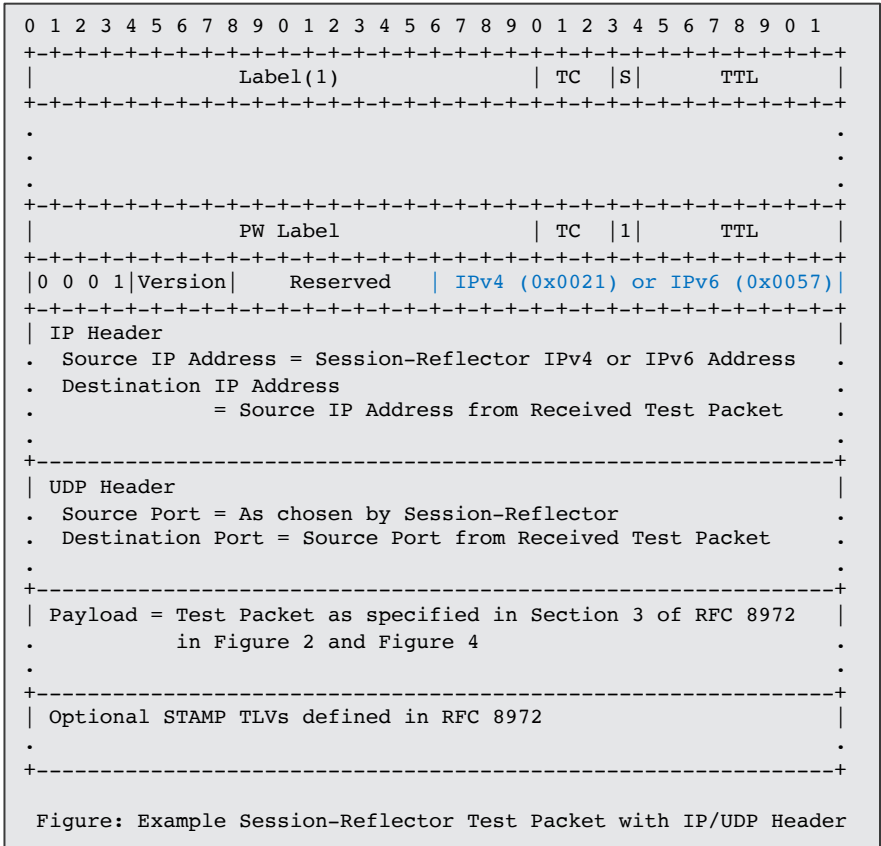 0 1 2 3 4 5 6 7 8 9 0 1 2 3 4 5 6 7 8 9 0 1 2 3 4 5 6 7 8 9 0 1
+-+-+-+-+-+-+-+-+-+-+-+-+-+-+-+-+-+-+-+-+-+-+-+-+-+-+-+-+-+-+-+-+
|                Label(1)               | TC  |S|      TTL      |
+-+-+-+-+-+-+-+-+-+-+-+-+-+-+-+-+-+-+-+-+-+-+-+-+-+-+-+-+-+-+-+-+
.                                                               .
.                                                               .
.                                                               .
+-+-+-+-+-+-+-+-+-+-+-+-+-+-+-+-+-+-+-+-+-+-+-+-+-+-+-+-+-+-+-+-+
|                PW Label               | TC  |1|      TTL      |
+-+-+-+-+-+-+-+-+-+-+-+-+-+-+-+-+-+-+-+-+-+-+-+-+-+-+-+-+-+-+-+-+
|0 0 0 1|Version|    Reserved   | IPv4 (0x0021) or IPv6 (0x0057)|
+-+-+-+-+-+-+-+-+-+-+-+-+-+-+-+-+-+-+-+-+-+-+-+-+-+-+-+-+-+-+-+-+
| IP Header                                                     |
.  Source IP Address = Session-Reflector IPv4 or IPv6 Address   .
.  Destination IP Address                                       .
.              = Source IP Address from Received Test Packet    .
.                                                               .
+---------------------------------------------------------------+
| UDP Header                                                    |
.  Source Port = As chosen by Session-Reflector                 .
.  Destination Port = Source Port from Received Test Packet     .
.                                                               .
+---------------------------------------------------------------+
| Payload = Test Packet as specified in Section 3 of RFC 8972   |
.           in Figure 2 and Figure 4                            .
.                                                               .
+---------------------------------------------------------------+
| Optional STAMP TLVs defined in RFC 8972                       |
.                                                               .
+---------------------------------------------------------------+
Figure: Example Session-Reflector Test Packet with IP/UDP Header